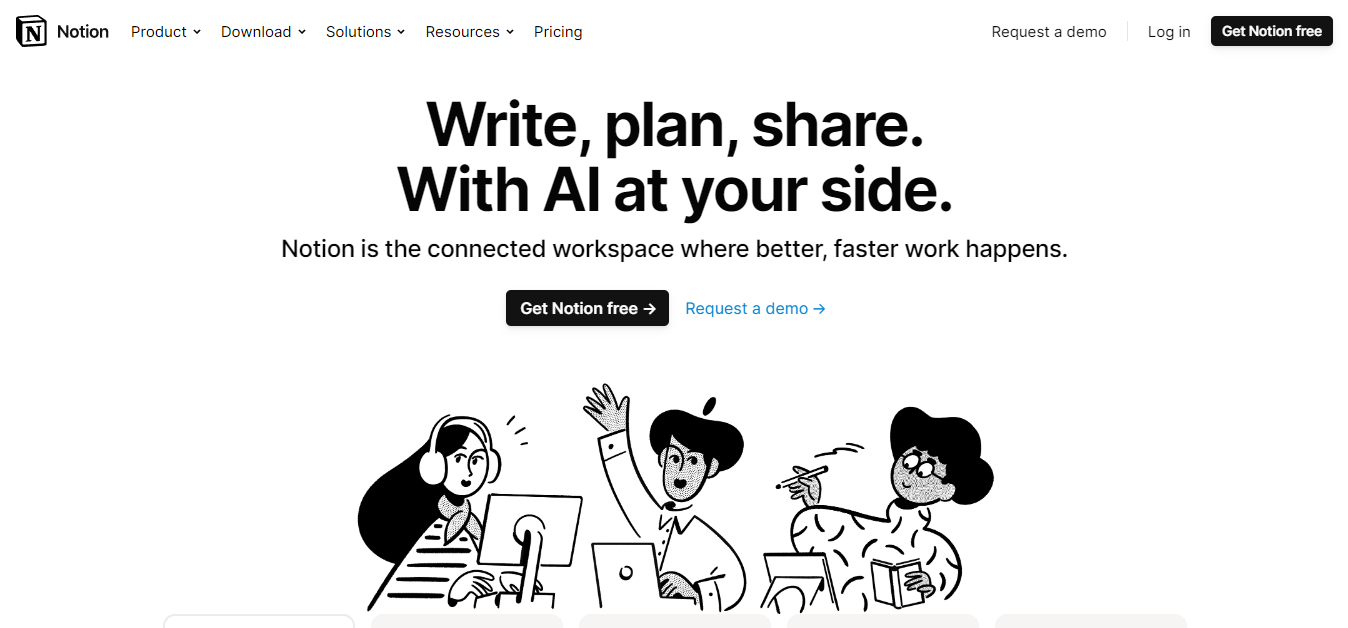 Notion Product Download Solutions Resources Pricing Request a demo Log in Get Notion free
Write, plan, share.
With AI at your side.
Notion is the connected workspace where better, faster work happens.
Get Notion free → Request a demo →